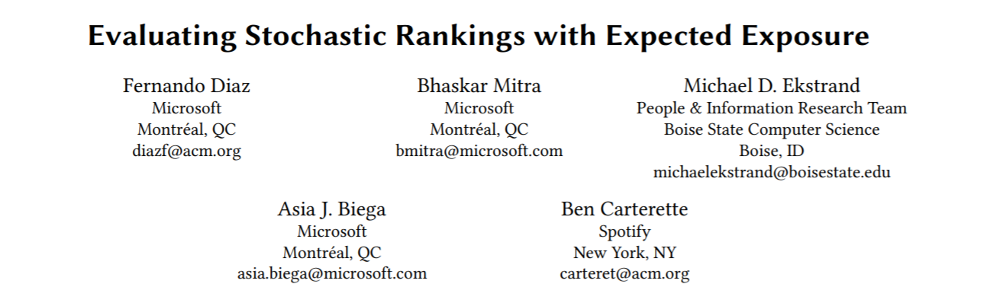 Evaluating Stochastic Rankings with Expected Exposure
Fernando Diaz
Microsoft
Montréal, QC
diazf@acm.org
Bhaskar Mitra
Microsoft
Montréal, QC
bmitra@microsoft.com
Michael D. Ekstrand
People & Information Research Team
Boise State Computer Science
Boise, ID
michaelekstrand@boisestate.edu
Asia J. Biega
Microsoft
Montréal, QC
asia.biega@microsoft.com
Ben Carterette
Spotify
New York, NY
carteret@acm.org